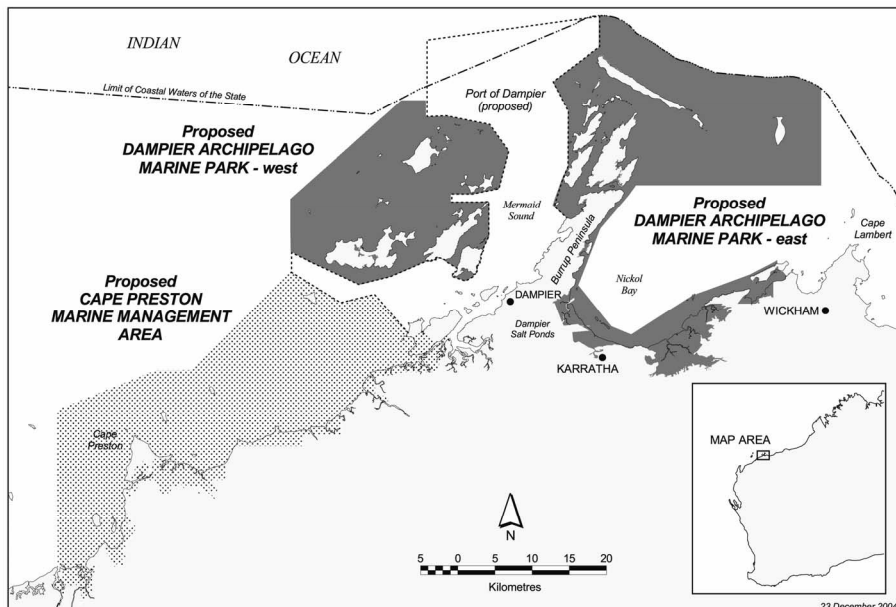 INDIAN
OCEAN
Limit of Coastal Waters of the State
Port of Dampier
(proposed)
Proposed
DAMPIER ARCHIPELAGO
MARINE PARK - west
Mermaid
Sound
Burrup Peninsula
Proposed
DAMPIER ARCHIPELAGO
MARINE PARK - east
Cape
Lambert
Nickol
Bay
Proposed
CAPE PRESTON
MARINE MANAGEMENT
AREA
DAMPIER
Dampier
Salt Ponds
WICKHAM
KARRATHA
Cape
Preston
MAP AREA
N
5 0 5 10 15 20
Kilometres
23 December 2004